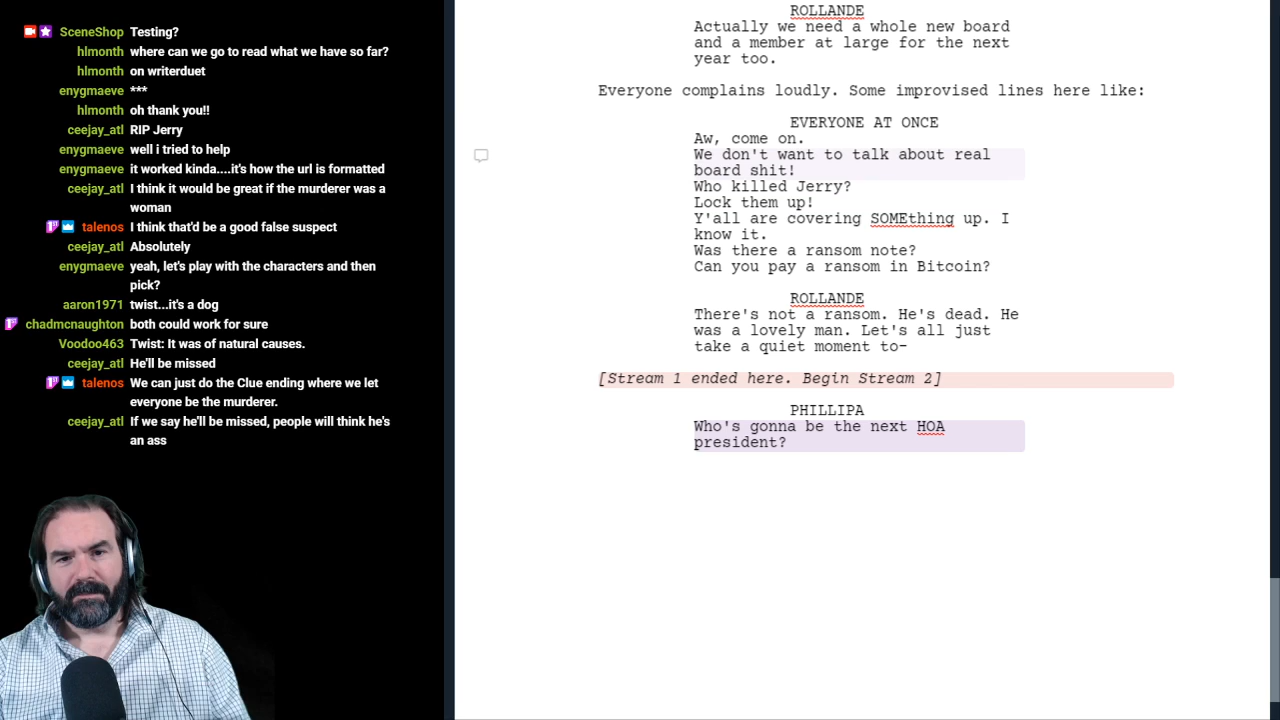 SceneShop Testing?
hlmonth where can we go to read what we have so far?
hlmonth on writerduet
enygmaeve ***
hlmonth oh thank you!!
ceejay_atl RIP Jerry
enygmaeve well i tried to help
enygmaeve it worked kinda....it's how the url is formatted
ceejay_atl I think it would be great if the murderer was a
woman
talenos I think that'd be a good false suspect
ceejay_atl Absolutely
enygmaeve yeah, let's play with the characters and then
pick?
aaron1971 twist...it's a dog
chadmcnaughton both could work for sure
Voodoo463 Twist: It was of natural causes.
ceejay_atl He'll be missed
talenos We can just do the Clue ending where we let
everyone be the murderer.
ceejay_atl If we say he'll be missed, people will think he's
an ass
ROLLANDE
Actually we need a whole new board
and a member at large for the next
year too.
Everyone complains loudly. Some improvised lines here like:
EVERYONE AT ONCE
Aw, come on.
We don't want to talk about real
board shit!
Who killed Jerry?
Lock them up!
Y'all are covering SOMEthing up. I
know it.
Was there a ransom note?
Can you pay a ransom in Bitcoin?
ROLLANDE
There's not a ransom. He's dead. He
was a lovely man. Let's all just
take a quiet moment to-
[Stream 1 ended here. Begin Stream 2]
PHILLIPA
Who's gonna be the next HOA
president?